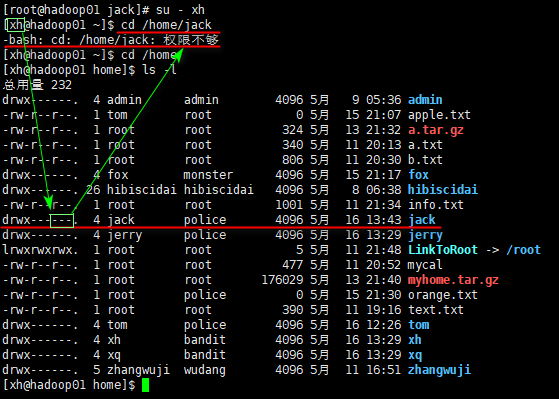 [root@hadoop01 jack]# su - xh
[xh@hadoop01 ~]$ cd /home/jack
-bash: cd: /home/jack: 权限不够
[xh@hadoop01 ~]$ cd /home
[xh@hadoop01 home]$ ls -l
总用量 232
drwx------. 4 admin admin 4096 5月 9 05:36 admin
-rw-r--r--. 1 tom root 0 5月 15 21:07 apple.txt
-rw-r--r--. 1 root root 324 5月 13 21:32 a.tar.gz
-rw-r--r--. 1 root root 340 5月 11 20:13 a.txt
-rw-r--r--. 1 root root 806 5月 11 20:30 b.txt
drwx------. 4 fox monster 4096 5月 15 21:17 fox
drwx------. 26 hibiscidai hibiscidai 4096 5月 8 06:38 hibiscidai
-rw-r--r--. 1 root root 1001 5月 11 21:34 info.txt
drwx------. 4 jack police 4096 5月 16 13:43 jack
drwx------. 4 jerry police 4096 5月 16 13:29 jerry
lrwxrwxrwx. 1 root root 5 5月 11 21:48 LinkToRoot -> /root
-rw-r--r--. 1 root root 477 5月 11 20:52 mycal
-rw-r--r--. 1 root root 176029 5月 13 21:40 myhome.tar.gz
-rw-r--r--. 1 root police 0 5月 15 21:30 orange.txt
-rw-r--r--. 1 root root 390 5月 11 19:16 text.txt
drwx------. 4 tom police 4096 5月 16 12:26 tom
drwx------. 4 xh bandit 4096 5月 16 13:29 xh
drwx------. 4 xq bandit 4096 5月 16 13:29 xq
drwx------. 5 zhangwuji wudang 4096 5月 11 16:51 zhangwuji
[xh@hadoop01 home]$